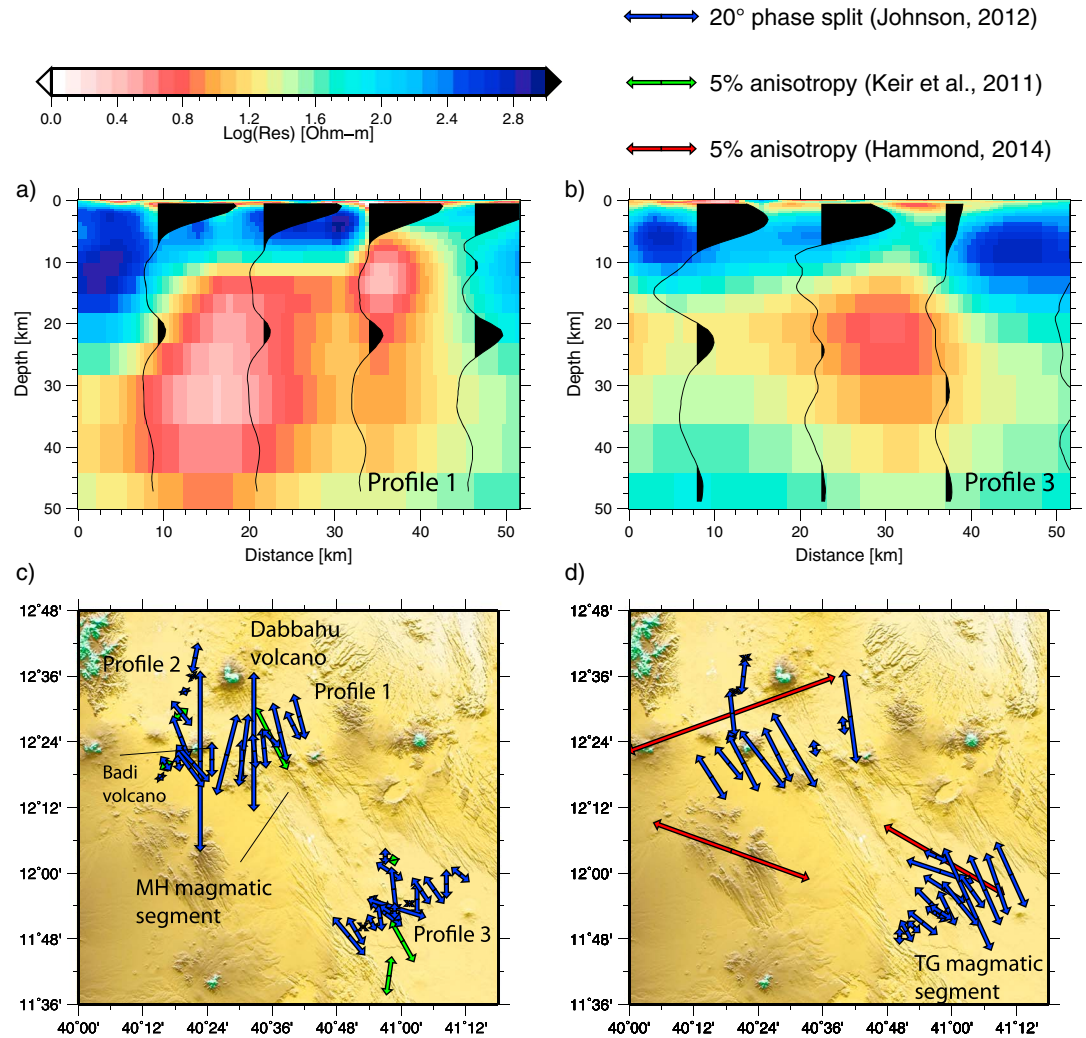 20° phase split (Johnson, 2012)
5% anisotropy (Keir et al., 2011)
5% anisotropy (Hammond, 2014)
0.0 0.4 0.8 1.2 1.6 2.0 2.4 2.8
Log(Res) [Ohm–m]
a)
0
10
20
30
40
50
Depth [km]
Profile 1
0 10 20 30 40 50
Distance [km]
b)
0
10
20
30
40
50
Depth [km]
Profile 3
0 10 20 30 40 50
Distance [km]
c)
12°48'
12°36'
12°24'
12°12'
12°00'
11°48'
11°36'
Dabbahu
volcano
Profile 2
Profile 1
Badi
volcano
MH magmatic
segment
Profile 3
40°00' 40°12' 40°24' 40°36' 40°48' 41°00' 41°12'
d)
12°48'
12°36'
12°24'
12°12'
12°00'
11°48'
11°36'
TG magmatic
segment
40°00' 40°12' 40°24' 40°36' 40°48' 41°00' 41°12'